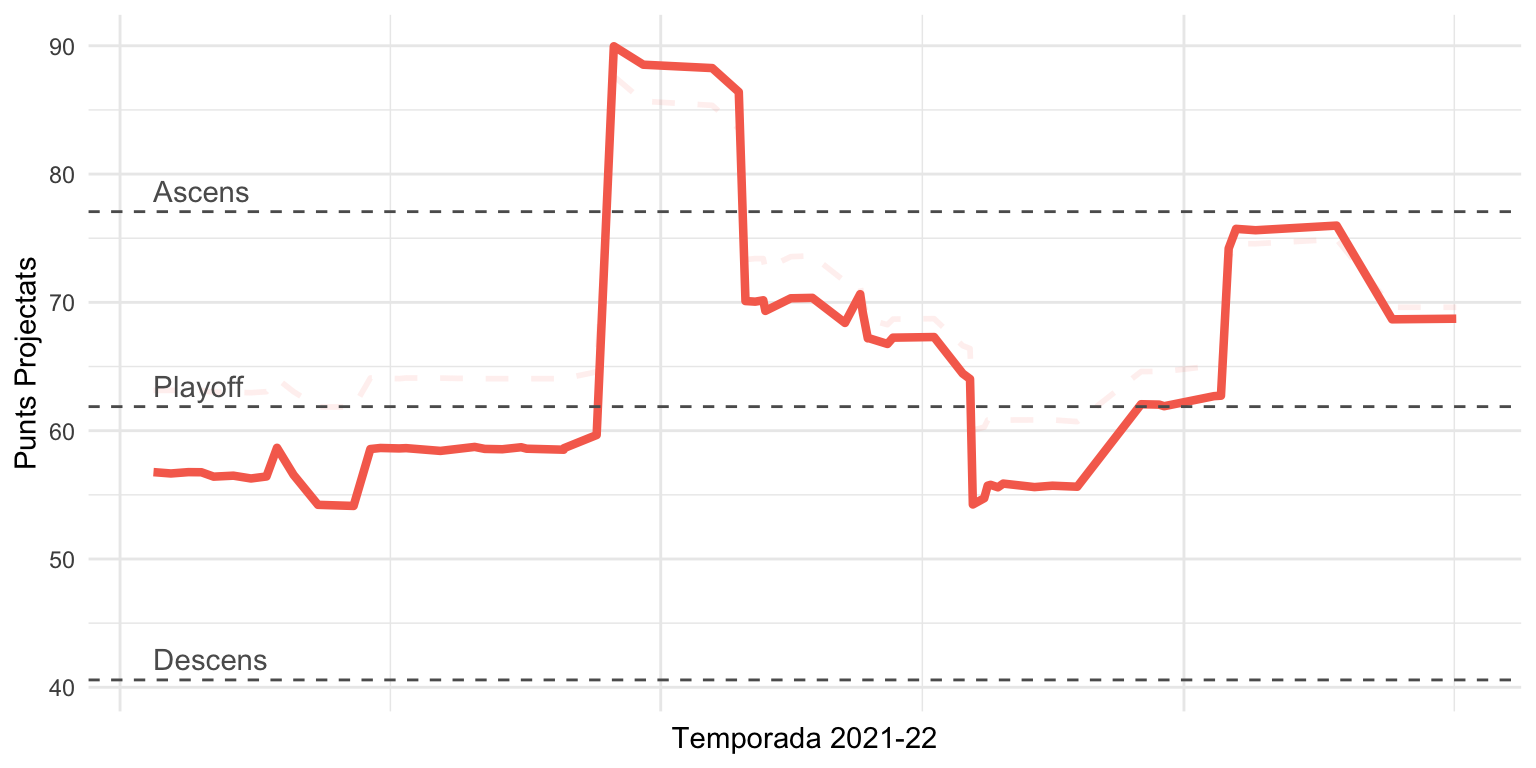 90
80
70
60
50
40
Punts Projectats
Ascens
Playoff
Descens
Temporada 2021-22